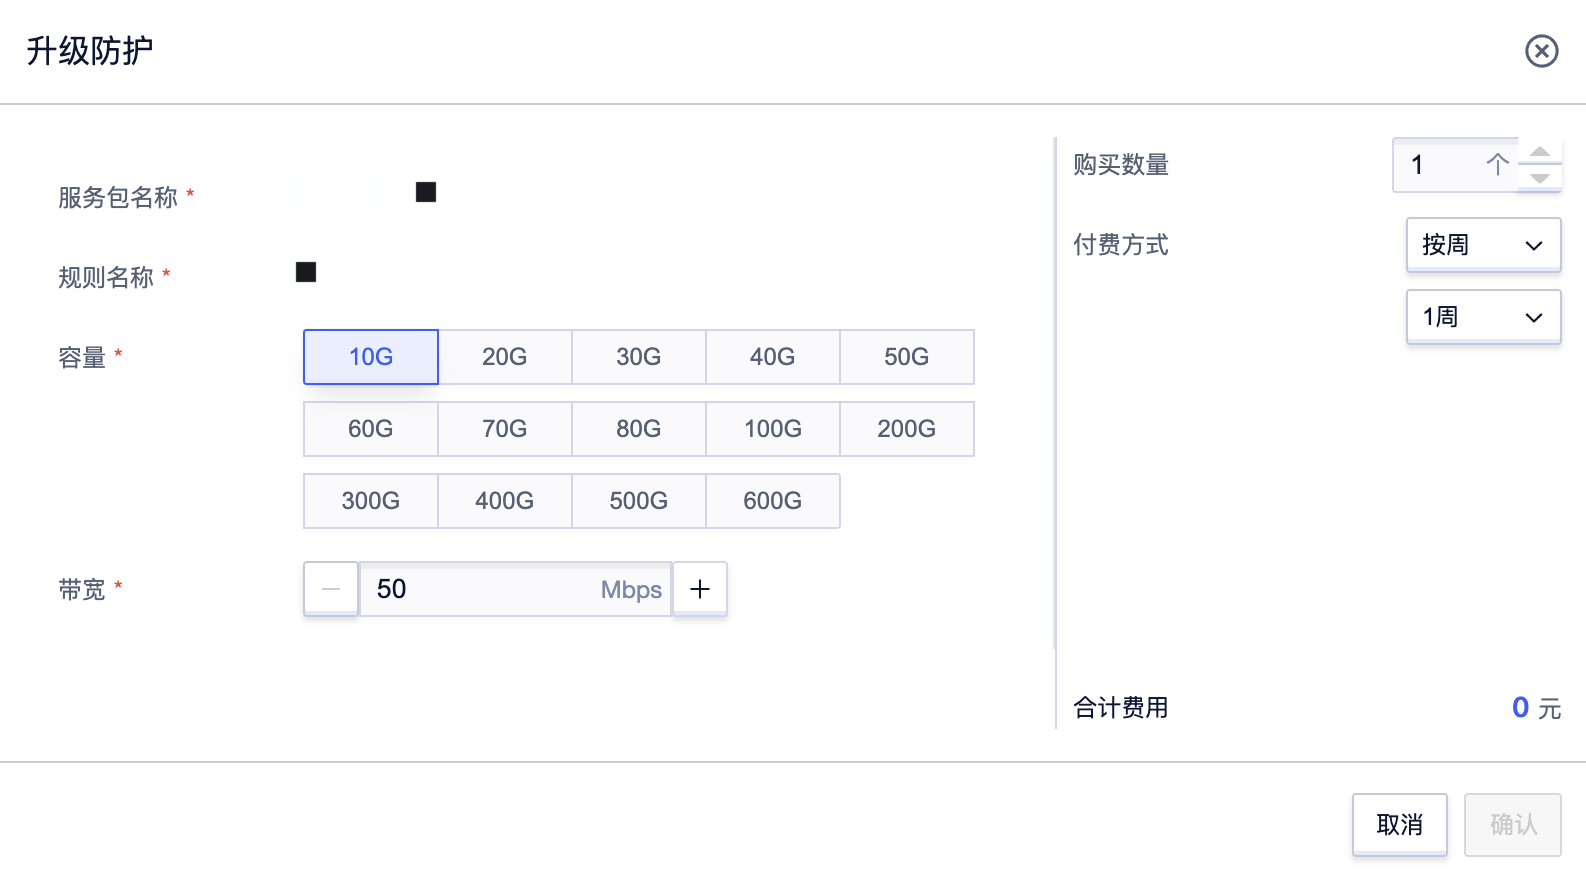 升级防护
服务包名称 *
规则名称 *
容量 *
10G 20G 30G 40G 50G
60G 70G 80G 100G 200G
300G 400G 500G 600G
带宽 *
50 Mbps
购买数量
1 个
付费方式
按周
1周
合计费用
0 元
取消 确认